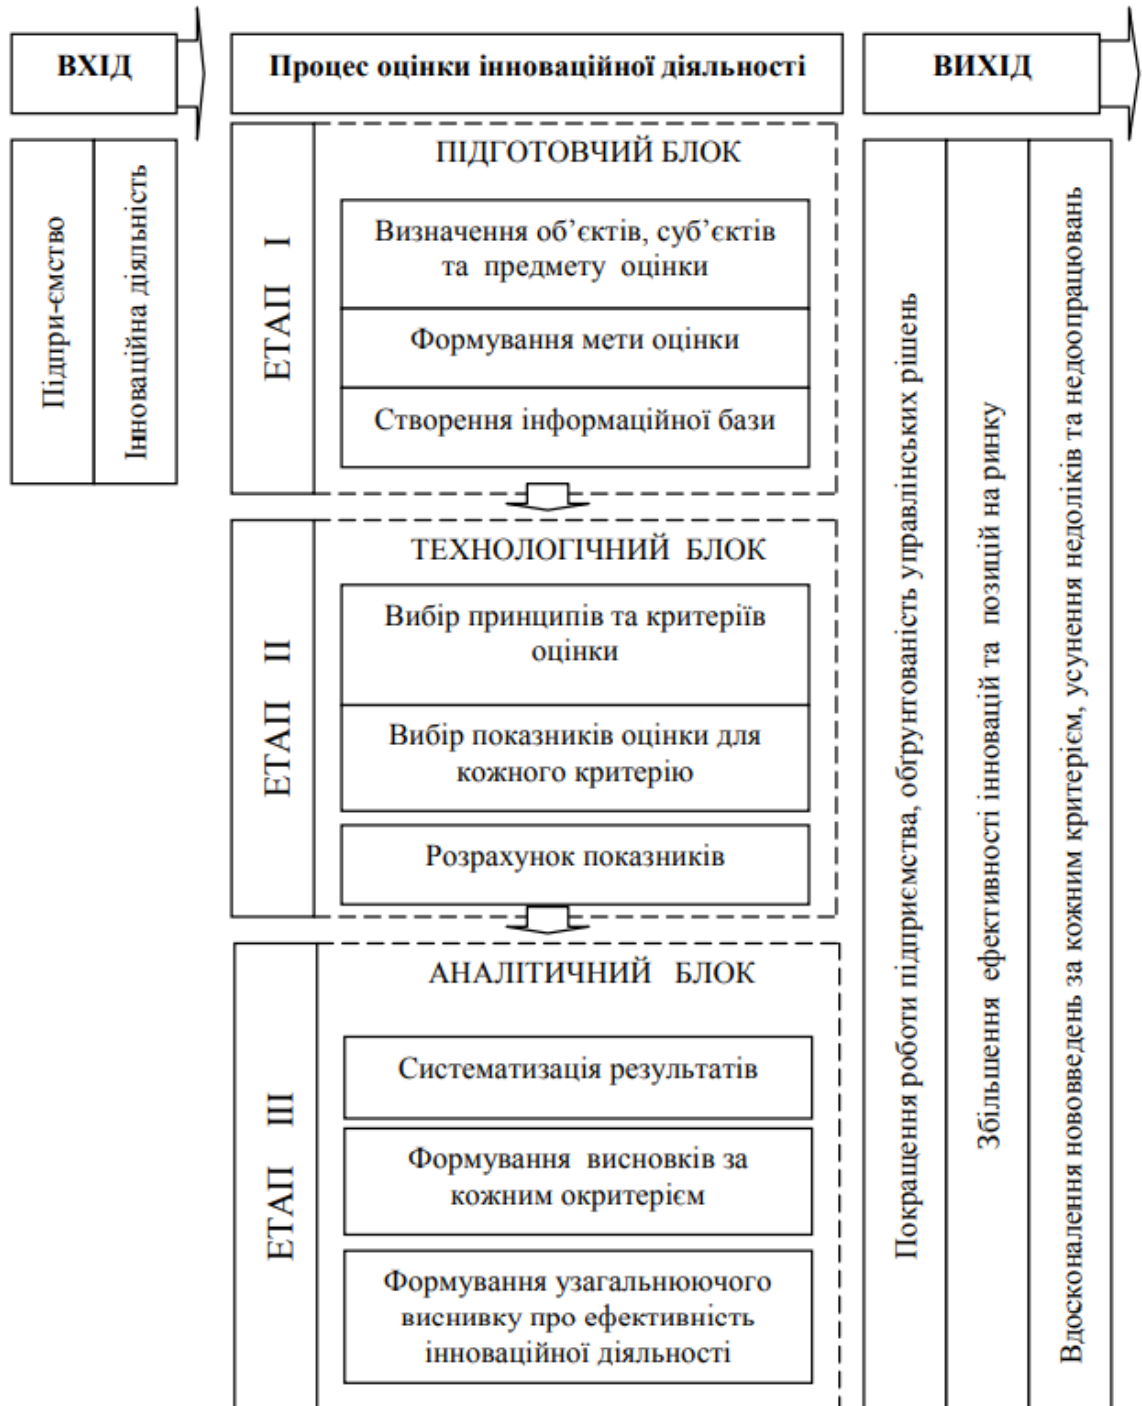 ВХІД
Процес оцінки інноваційної діяльності
ВИХІД
Підпри-ємство
Інноваційна діяльність
ЕТАП I
ПІДГОТОВЧИЙ БЛОК
Визначення об’єктів, суб’єктів
та предмету оцінки
Формування мети оцінки
Створення інформаційної бази
ЕТАП II
ТЕХНОЛОГІЧНИЙ БЛОК
Вибір принципів та критеріїв
оцінки
Вибір показників оцінки для
кожного критерію
Розрахунок показників
ЕТАП III
АНАЛІТИЧНИЙ БЛОК
Систематизація результатів
Формування висновків за
кожним окритерієм
Формування узагальнюючого
виснивку про ефективність
інноваційної діяльності
Покращення роботи підприємства, обґрунтованість управлінських рішень
Збільшення ефективності інновацій та позицій на ринку
Вдосконалення нововведень за кожним критерієм, усунення недоліків та недоопрацювань